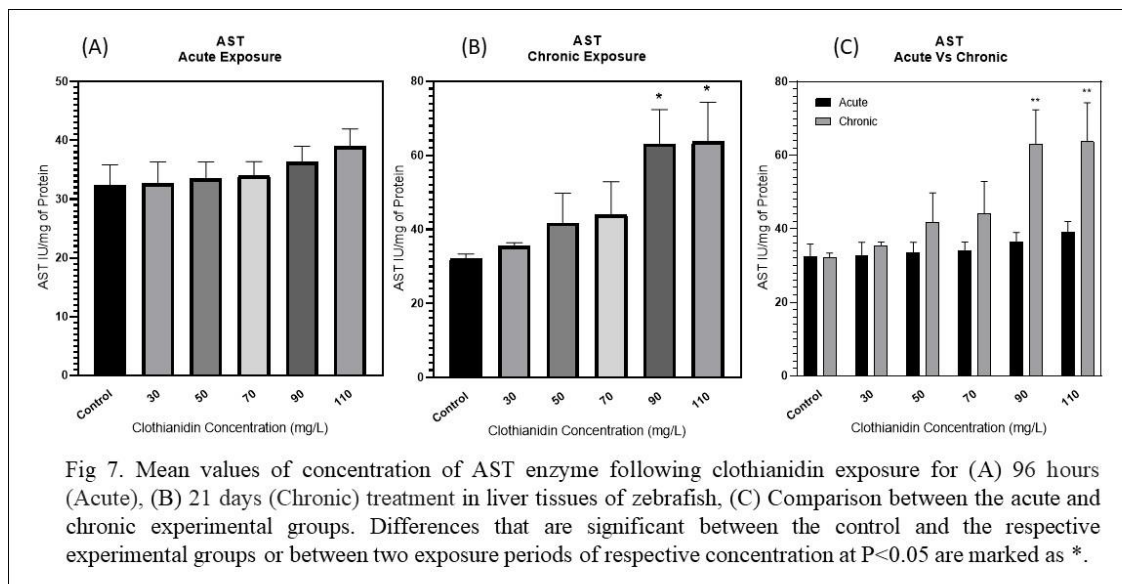 (A)
AST
Acute Exposure
50
40
30
20
10
0
AST IU/mg of Protein
Control
30
50
70
90
110
Clothianidin Concentration (mg/L)
(B)
AST
Chronic Exposure
80
60
40
20
0
AST IU/mg of Protein
*
*
Control
30
50
70
90
110
Clothianidin Concentration (mg/L)
(C)
AST
Acute Vs Chronic
80
60
40
20
0
AST IU/mg of Protein
Acute
Chronic
**
**
Control
30
50
70
90
110
Clothianidin Concentration (mg/L)
Fig 7. Mean values of concentration of AST enzyme following clothianidin exposure for (A) 96 hours
(Acute), (B) 21 days (Chronic) treatment in liver tissues of zebrafish, (C) Comparison between the acute and
chronic experimental groups. Differences that are significant between the control and the respective
experimental groups or between two exposure periods of respective concentration at P<0.05 are marked as *.